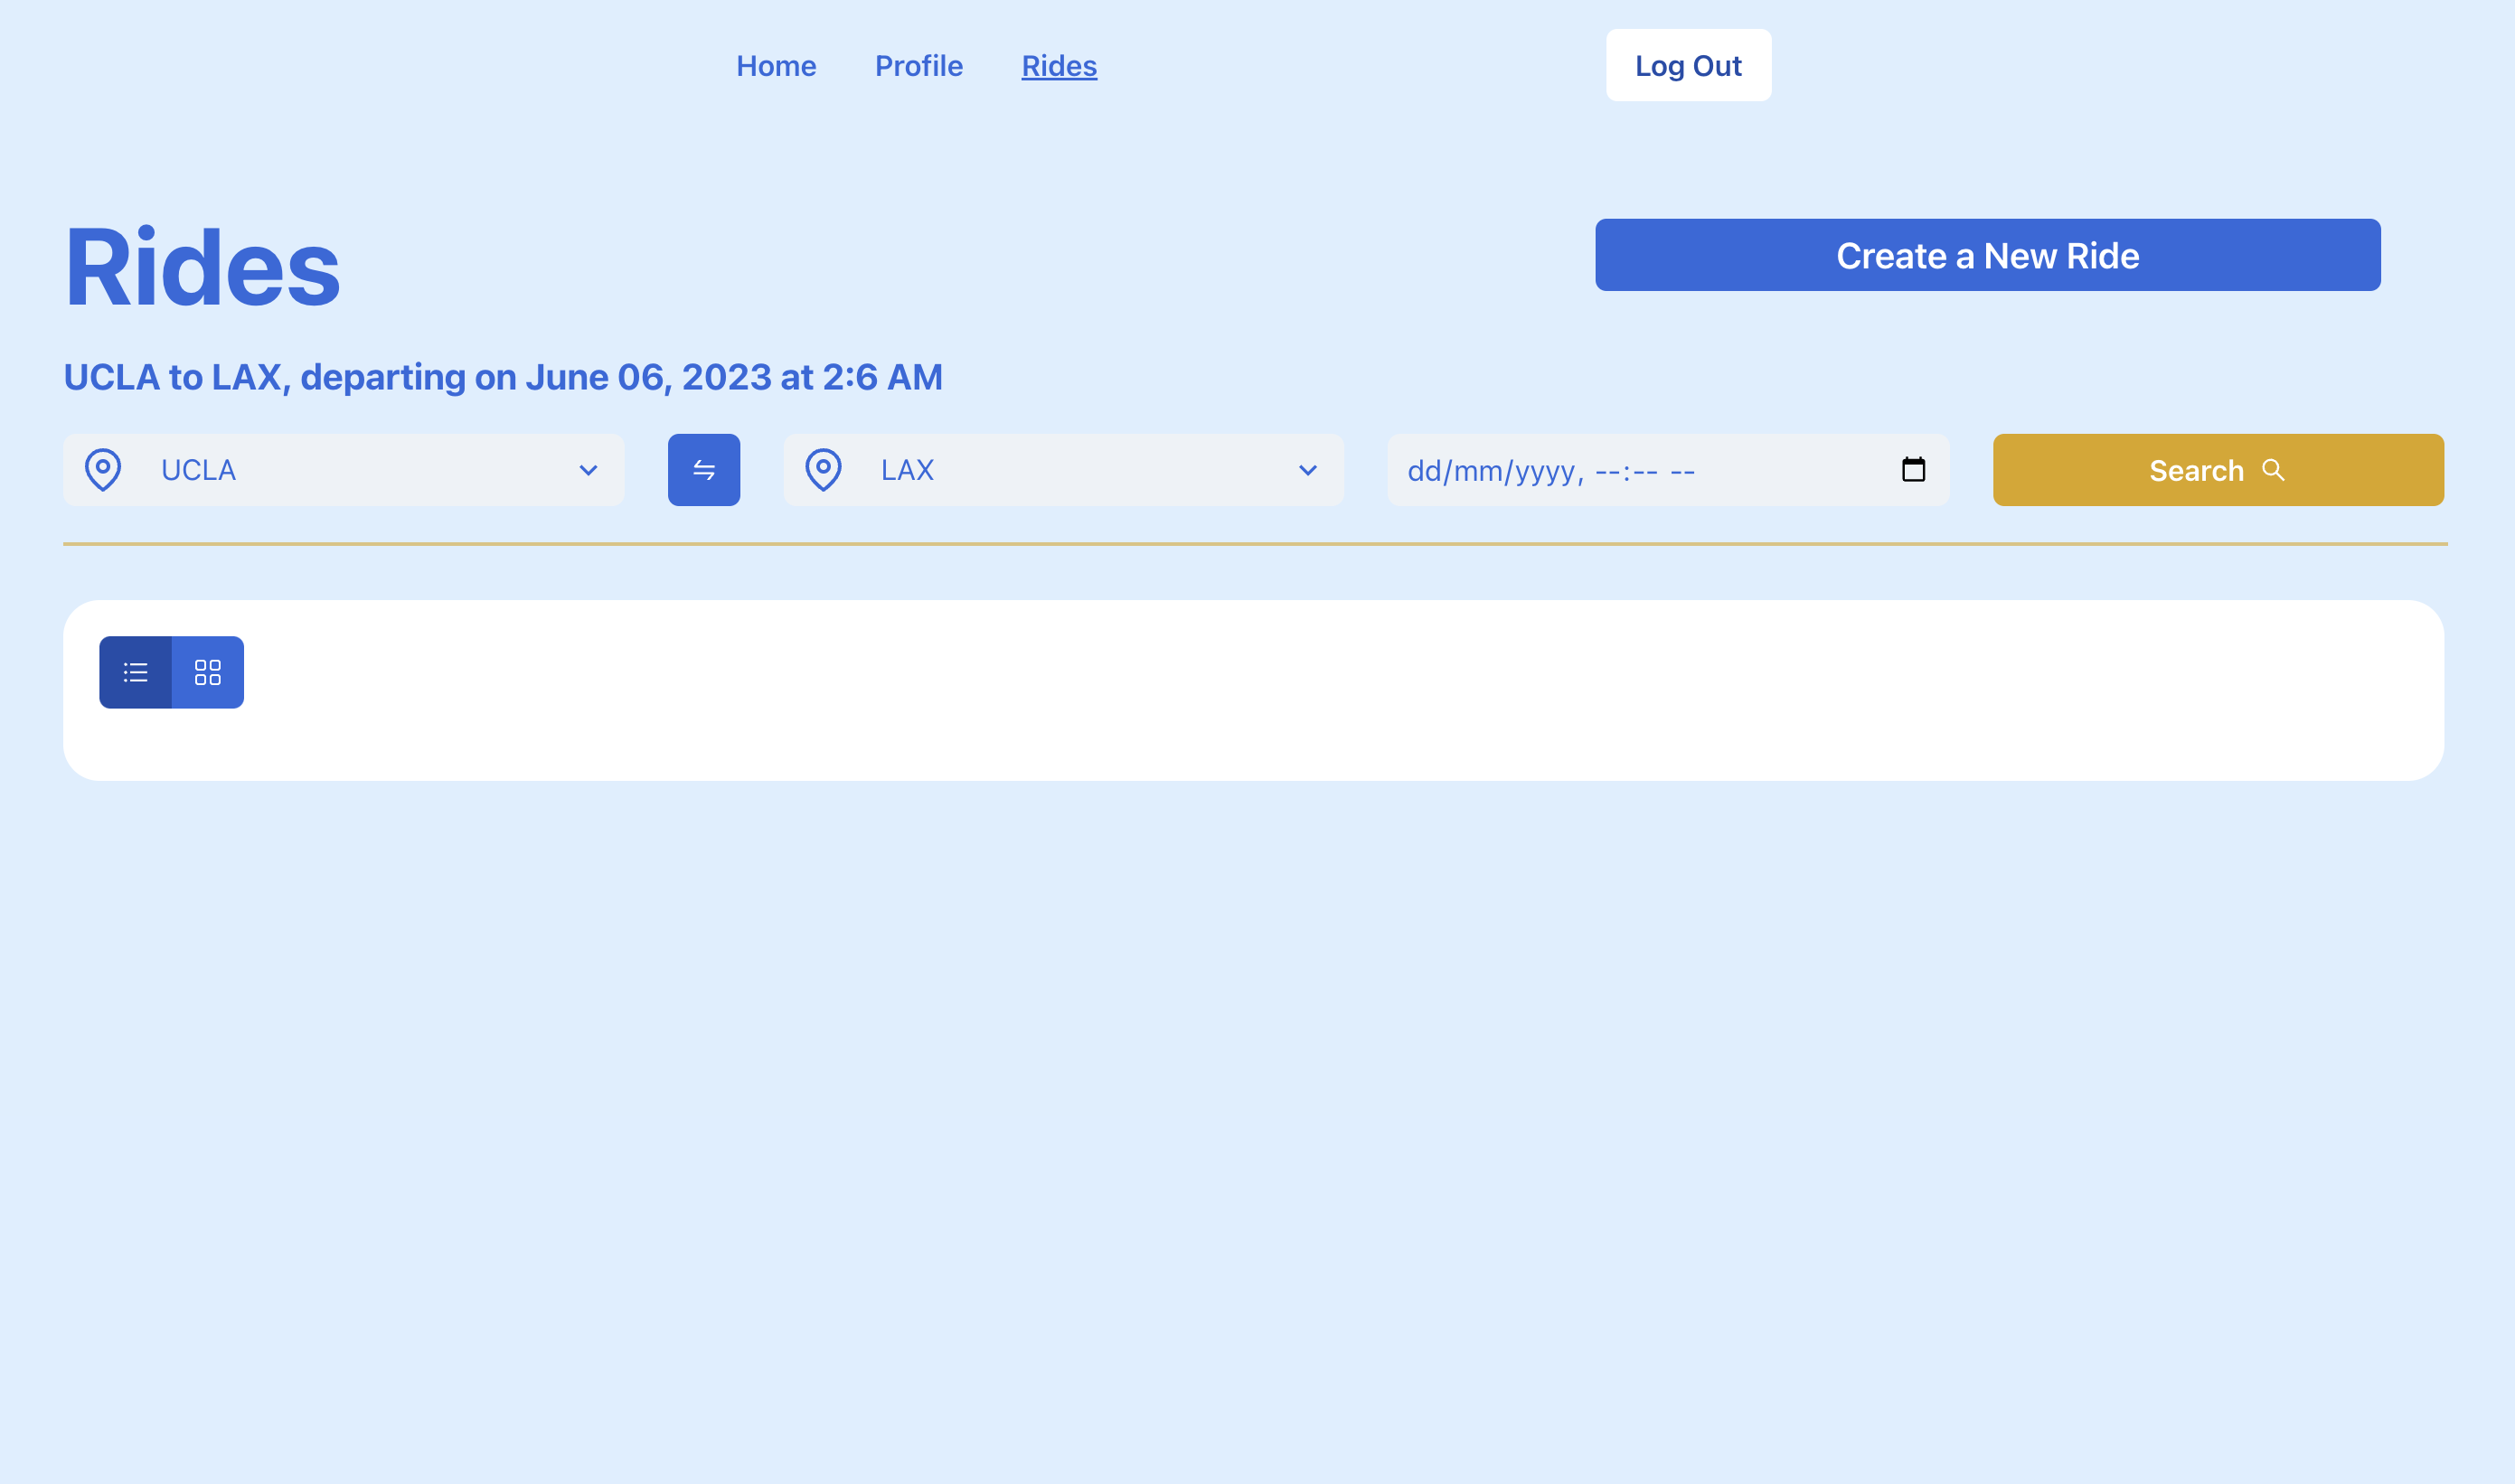 Home Profile Rides Log Out
Rides
Create a New Ride
UCLA to LAX, departing on June 06, 2023 at 2:6 AM
UCLA LAX dd/mm/yyyy, --:-- -- Search